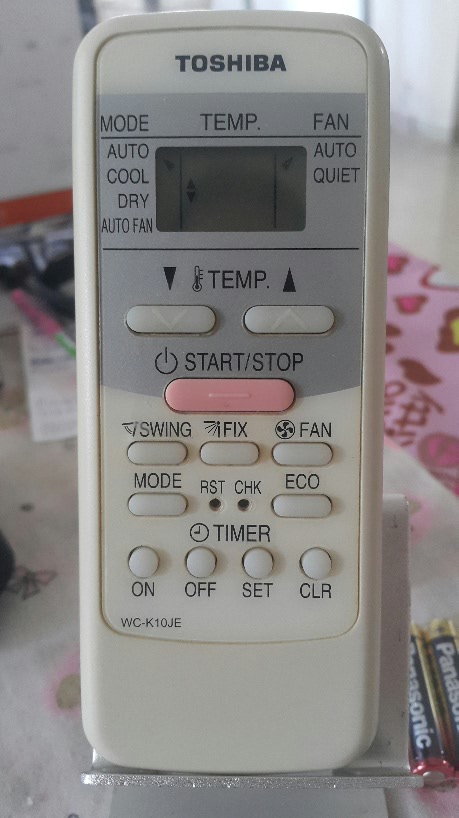 TOSHIBA
MODE TEMP. FAN
AUTO AUTO
COOL QUIET
DRY
AUTO FAN
TEMP.
START/STOP
SWING FIX FAN
MODE RST CHK ECO
TIMER
ON OFF SET CLR
WC-K10JE
Panasonic
Panasonic